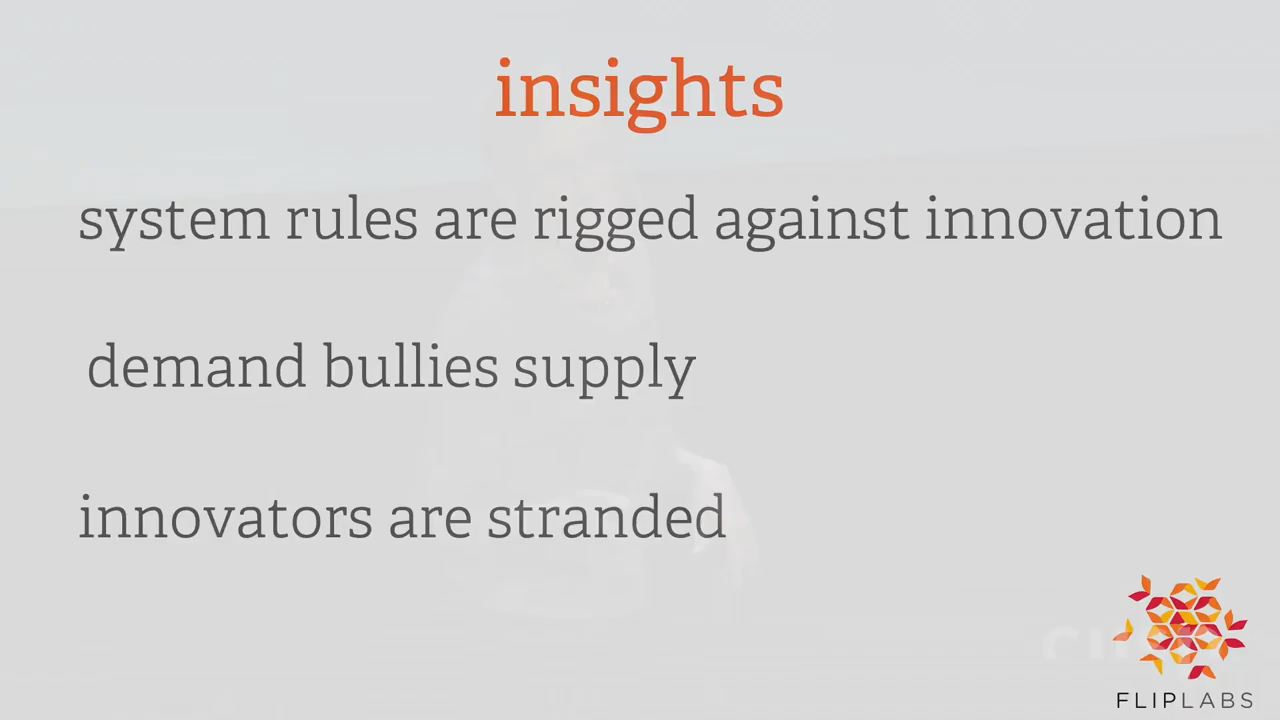 insights
system rules are rigged against innovation
demand bullies supply
innovators are stranded
FLIPLABS